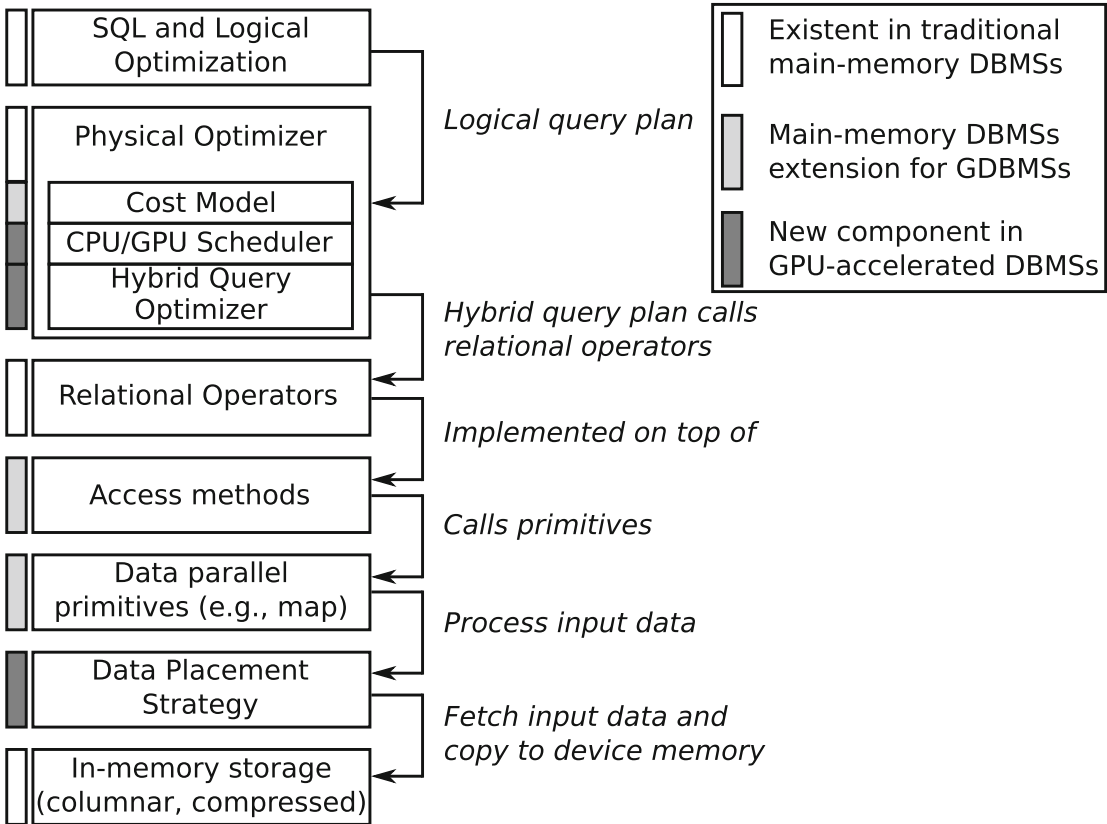 SQL and Logical
Optimization
Physical Optimizer
Cost Model
CPU/GPU Scheduler
Hybrid Query
Optimizer
Relational Operators
Access methods
Data parallel
primitives (e.g., map)
Data Placement
Strategy
In-memory storage
(columnar, compressed)
Logical query plan
Hybrid query plan calls
relational operators
Implemented on top of
Calls primitives
Process input data
Fetch input data and
copy to device memory
Existent in traditional
main-memory DBMSs
Main-memory DBMSs
extension for GDBMSs
New component in
GPU-accelerated DBMSs